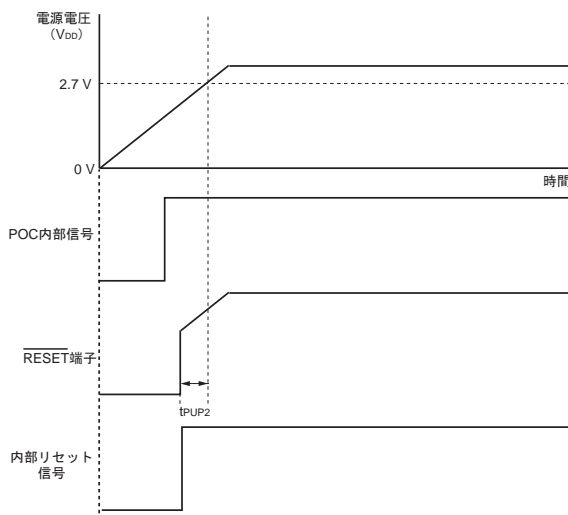 電源電圧
（VDD）
2.7 V
0 V
時間
POC内部信号
RESET端子
tPUP2
内部リセット
信号